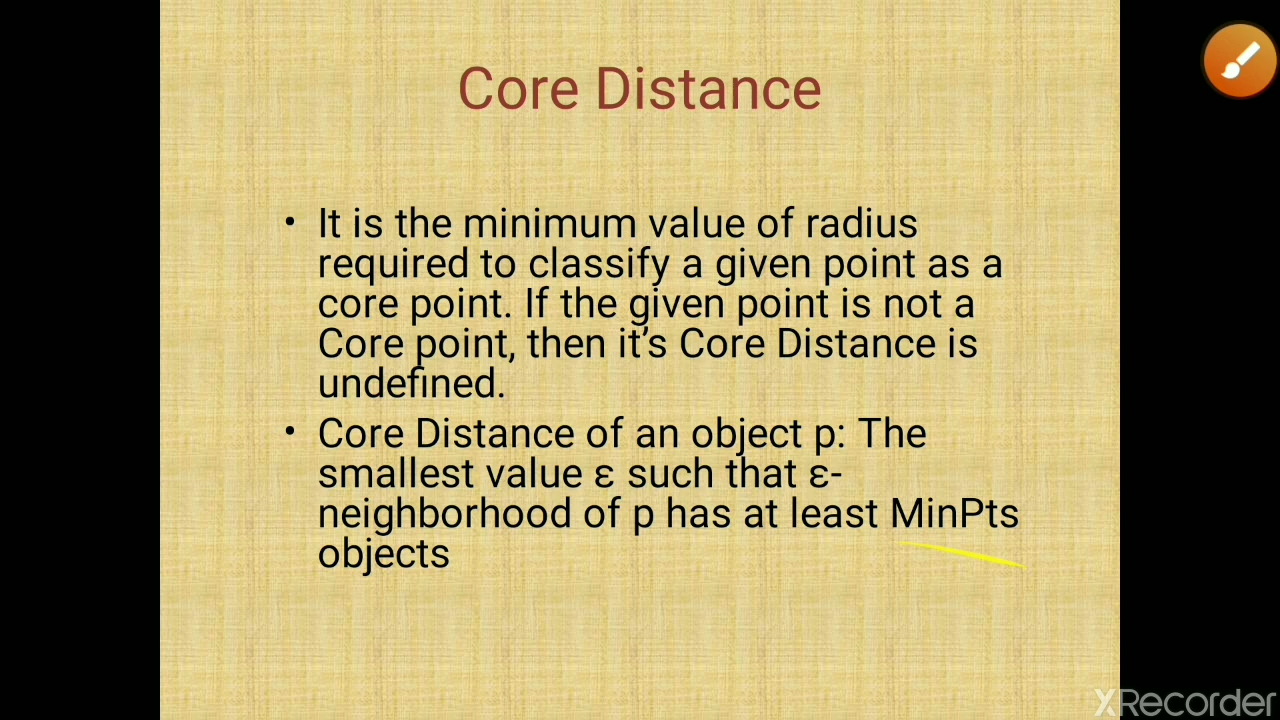 Core Distance
• It is the minimum value of radius
required to classify a given point as a
core point. If the given point is not a
Core point, then it’s Core Distance is
undefined.
• Core Distance of an object p: The
smallest value ε such that ε-
neighborhood of p has at least MinPts
objects
XRecorder